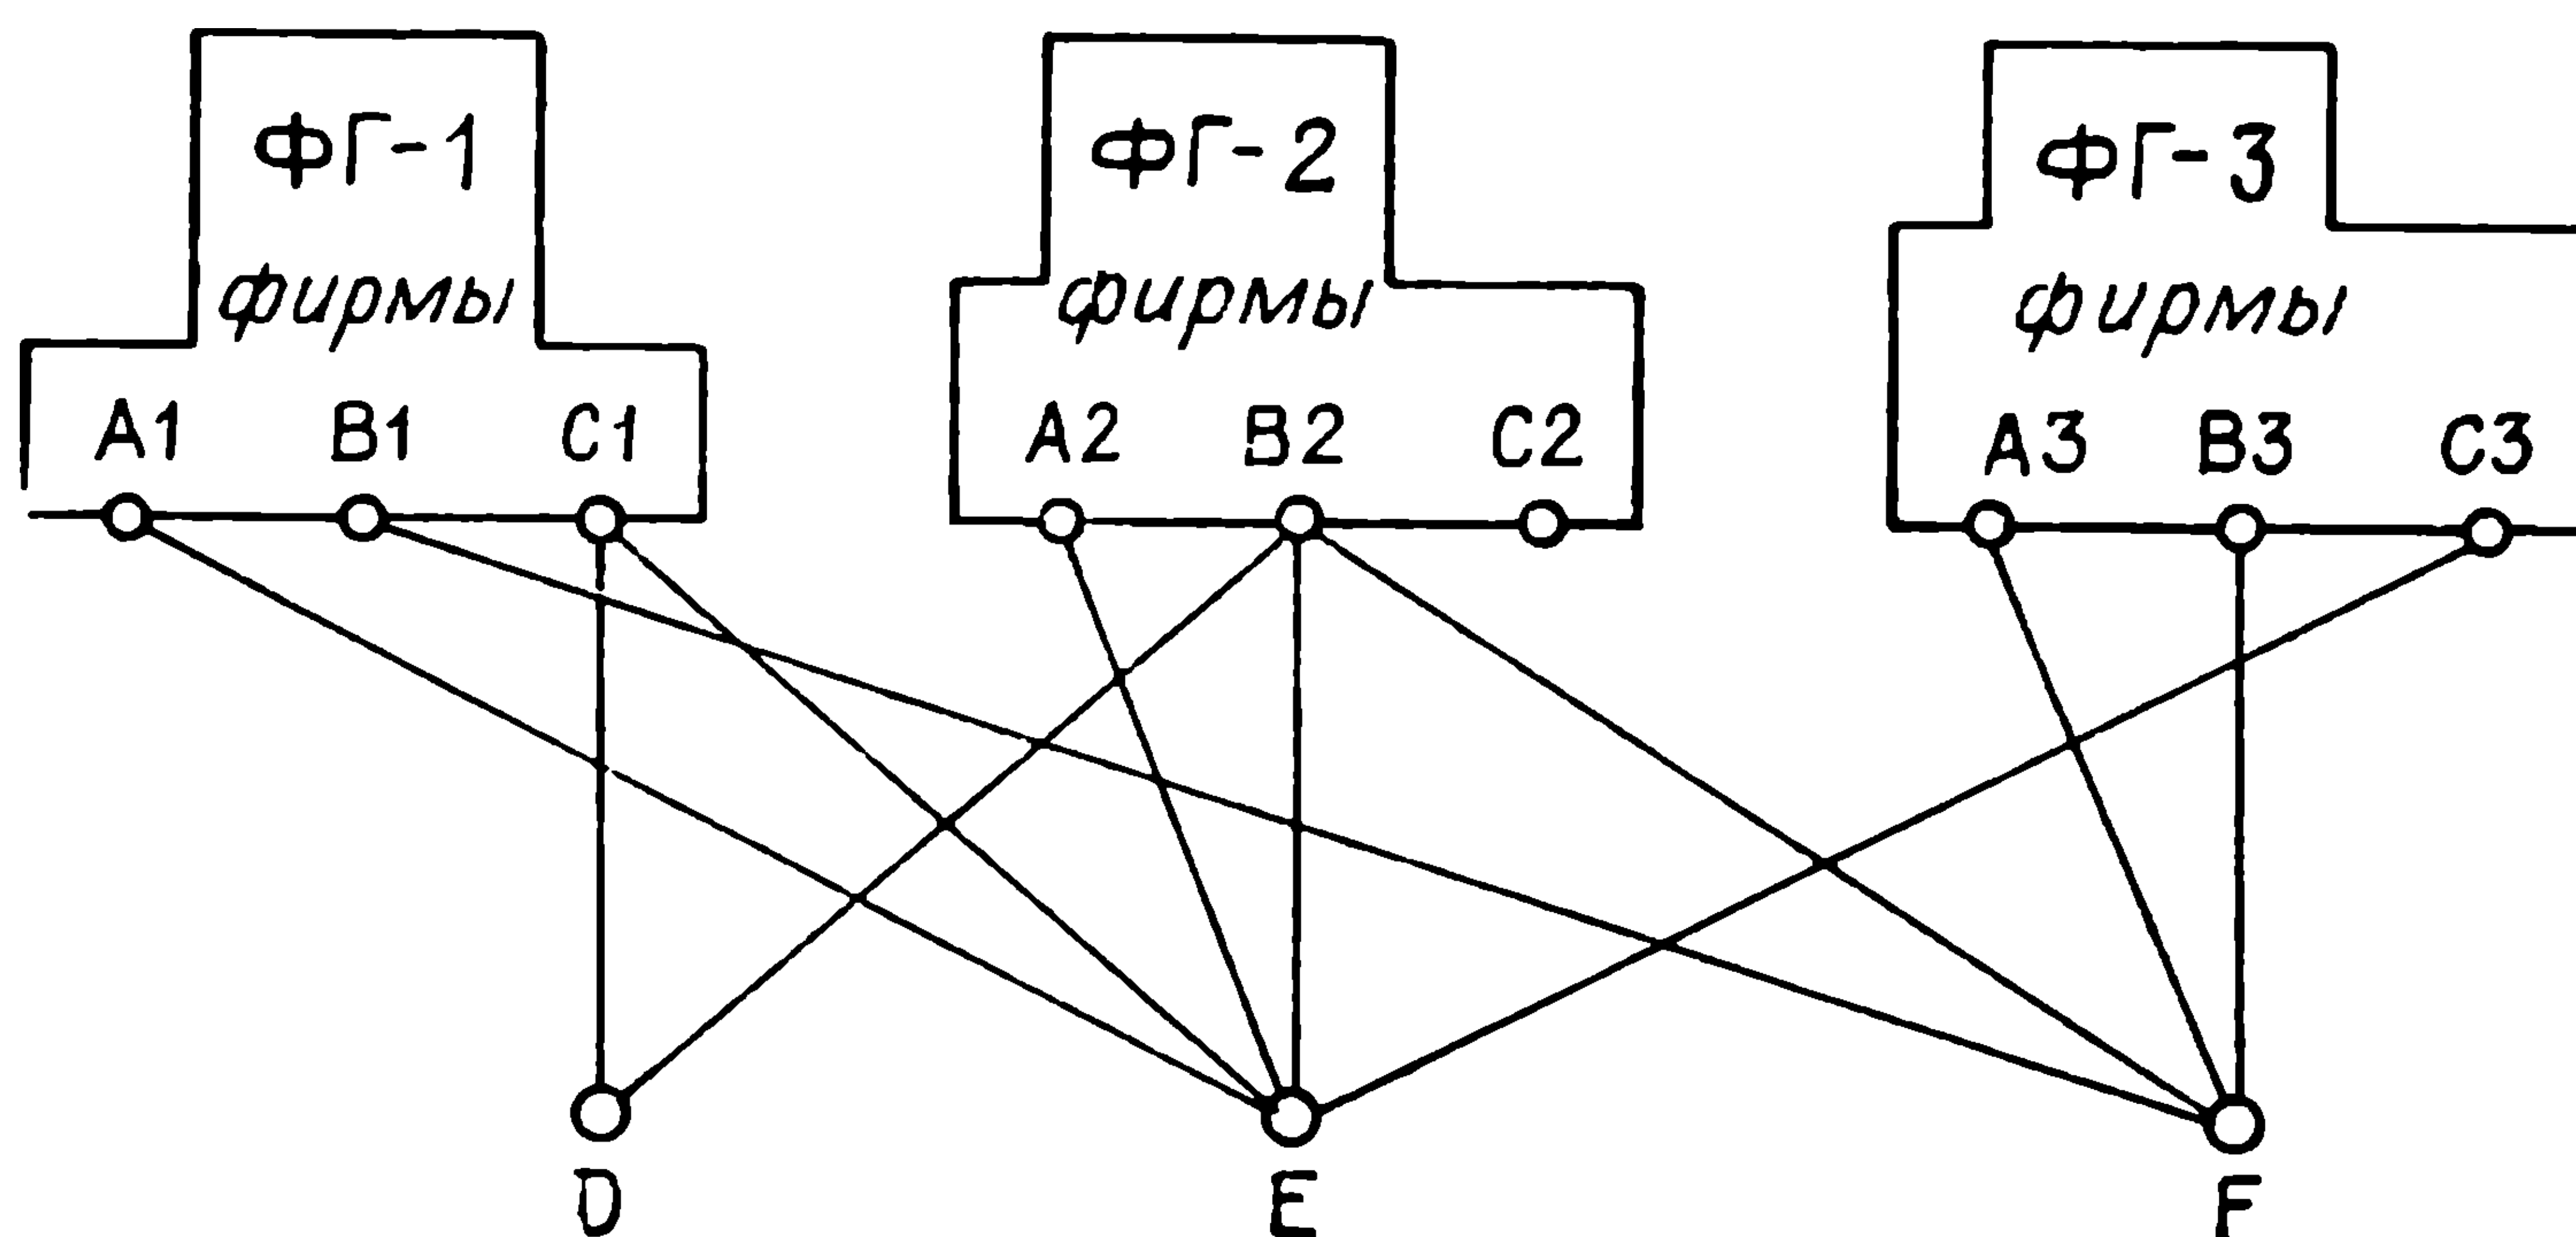 ФГ-1
фирмы
A1 B1 C1
ФГ-2
фирмы
A2 B2 C2
ФГ-3
фирмы
A3 B3 C3
D E F